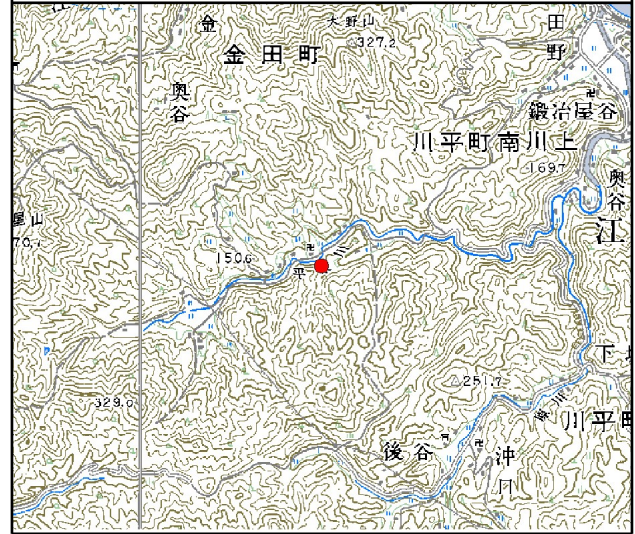 金
大野山
327.2
金田町
田野
奥谷
鍛冶屋谷
川平町南川上
169.7
奥谷
江
150.6
平
川
251.7
329.6
川平町
後谷
沖